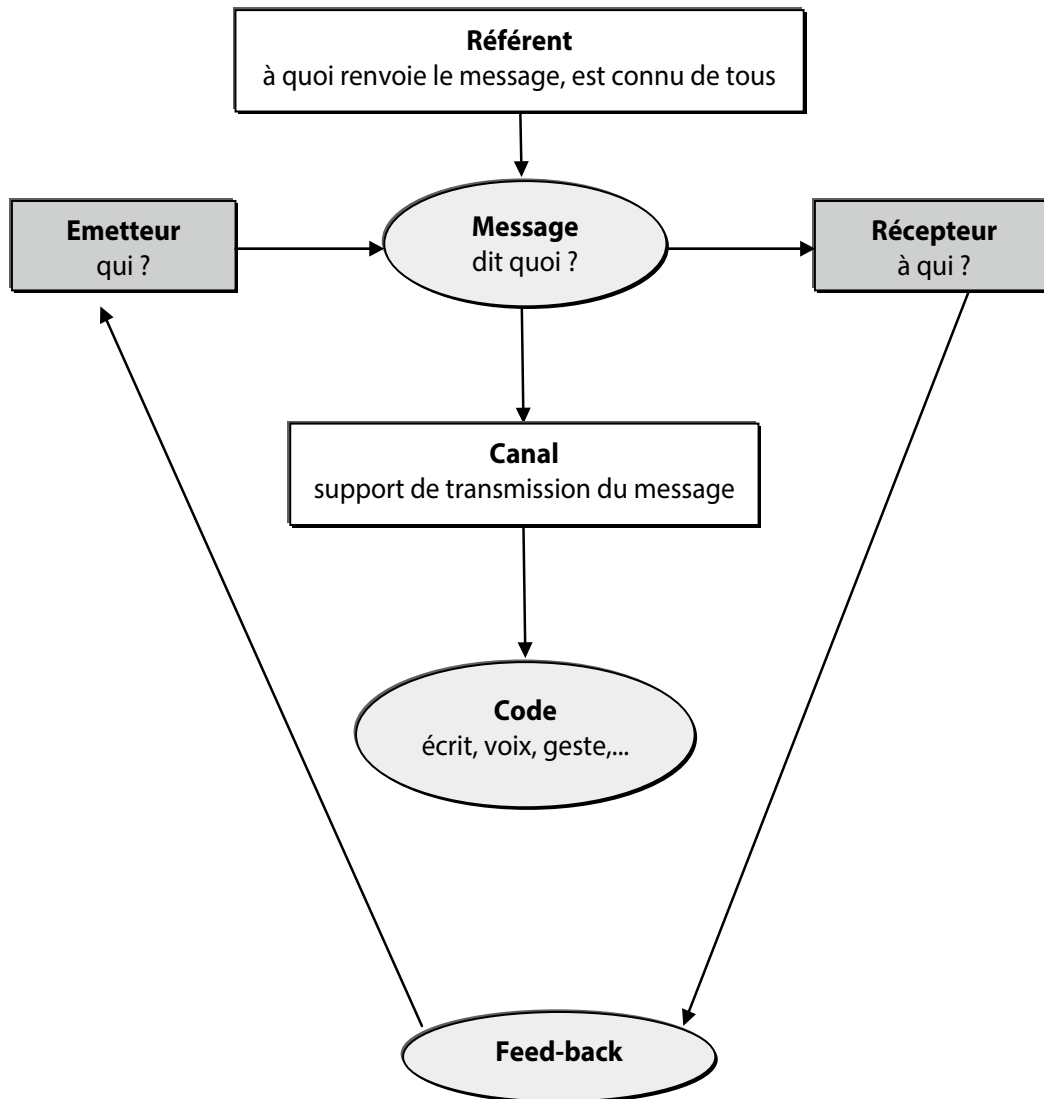 Référent
à quoi renvoie le message, est connu de tous
Emetteur
qui ?
Message
dit quoi ?
Récepteur
à qui ?
Canal
support de transmission du message
Code
écrit, voix, geste,...
Feed-back